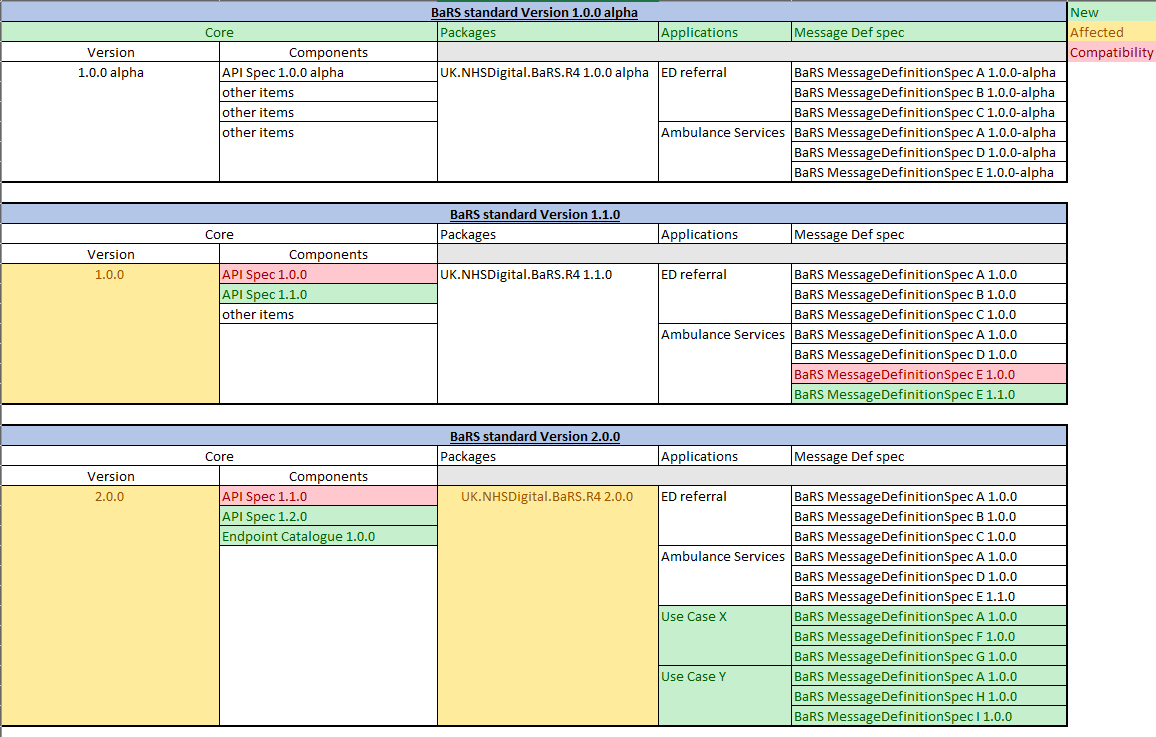 BaRS standard Version 1.0.0 alpha New
Core Packages Applications Message Def spec Affected
Version Components Compatibility
1.0.0 alpha API Spec 1.0.0 alpha UK.NHSDigital.BaRS.R4 1.0.0 alpha ED referral BaRS MessageDefinitionSpec A 1.0.0-alpha
other items BaRS MessageDefinitionSpec B 1.0.0-alpha
other items BaRS MessageDefinitionSpec C 1.0.0-alpha
other items Ambulance Services BaRS MessageDefinitionSpec A 1.0.0-alpha
BaRS MessageDefinitionSpec D 1.0.0-alpha
BaRS MessageDefinitionSpec E 1.0.0-alpha
BaRS standard Version 1.1.0
Core Packages Applications Message Def spec
Version Components
1.0.0 API Spec 1.0.0 UK.NHSDigital.BaRS.R4 1.1.0 ED referral BaRS MessageDefinitionSpec A 1.0.0
API Spec 1.1.0 BaRS MessageDefinitionSpec B 1.0.0
other items BaRS MessageDefinitionSpec C 1.0.0
Ambulance Services BaRS MessageDefinitionSpec A 1.0.0
BaRS MessageDefinitionSpec D 1.0.0
BaRS MessageDefinitionSpec E 1.0.0
BaRS MessageDefinitionSpec E 1.1.0
BaRS standard Version 2.0.0
Core Packages Applications Message Def spec
Version Components
2.0.0 API Spec 1.1.0 UK.NHSDigital.BaRS.R4 2.0.0 ED referral BaRS MessageDefinitionSpec A 1.0.0
API Spec 1.2.0 BaRS MessageDefinitionSpec B 1.0.0
Endpoint Catalogue 1.0.0 BaRS MessageDefinitionSpec C 1.0.0
Ambulance Services BaRS MessageDefinitionSpec A 1.0.0
BaRS MessageDefinitionSpec D 1.0.0
BaRS MessageDefinitionSpec E 1.1.0
Use Case X BaRS MessageDefinitionSpec A 1.0.0
BaRS MessageDefinitionSpec F 1.0.0
BaRS MessageDefinitionSpec G 1.0.0
Use Case Y BaRS MessageDefinitionSpec A 1.0.0
BaRS MessageDefinitionSpec H 1.0.0
BaRS MessageDefinitionSpec I 1.0.0